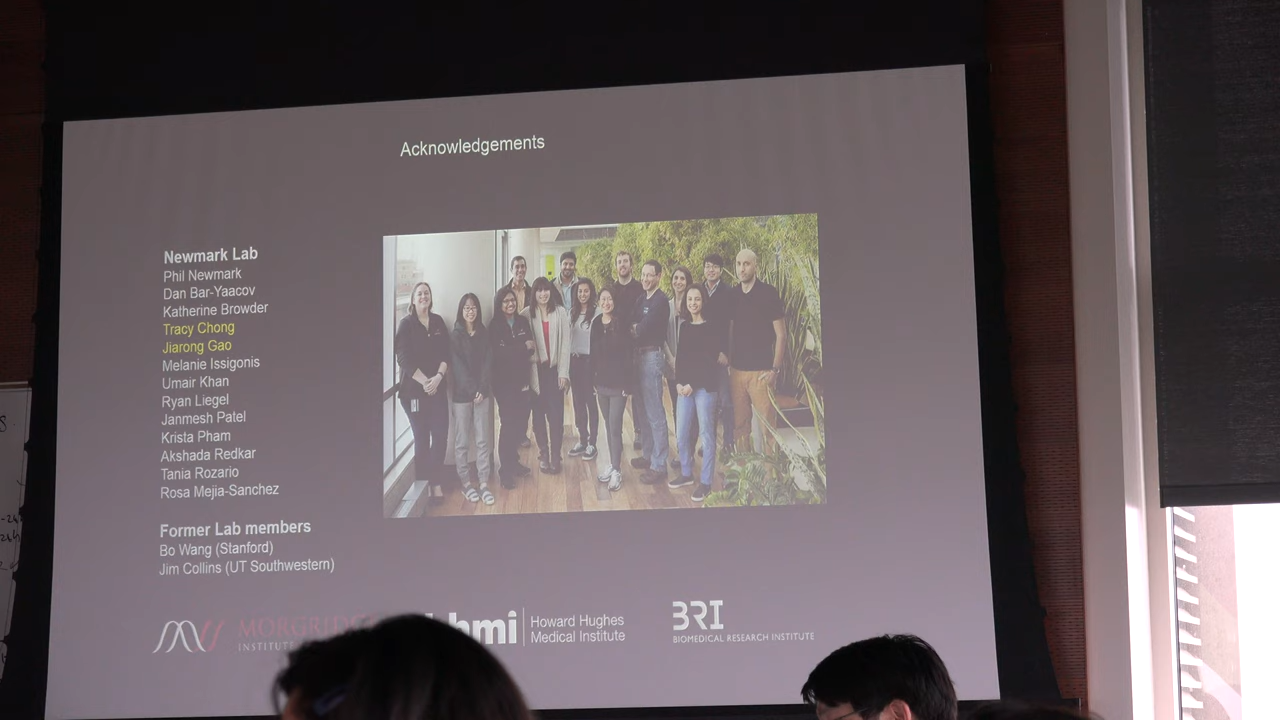 Acknowledgements
Newmark Lab
Phil Newmark
Dan Bar-Yaacov
Katherine Browder
Tracy Chong
Jiarong Gao
Melanie Issigonis
Umair Khan
Ryan Liegel
Janmesh Patel
Krista Pham
Akshada Redkar
Tania Rozario
Rosa Mejia-Sanchez
Former Lab members
Bo Wang (Stanford)
Jim Collins (UT Southwestern)
INSTITUTE
hmi
Howard Hughes
Medical Institute
BRI
BIOMEDICAL RESEARCH INSTITUTE